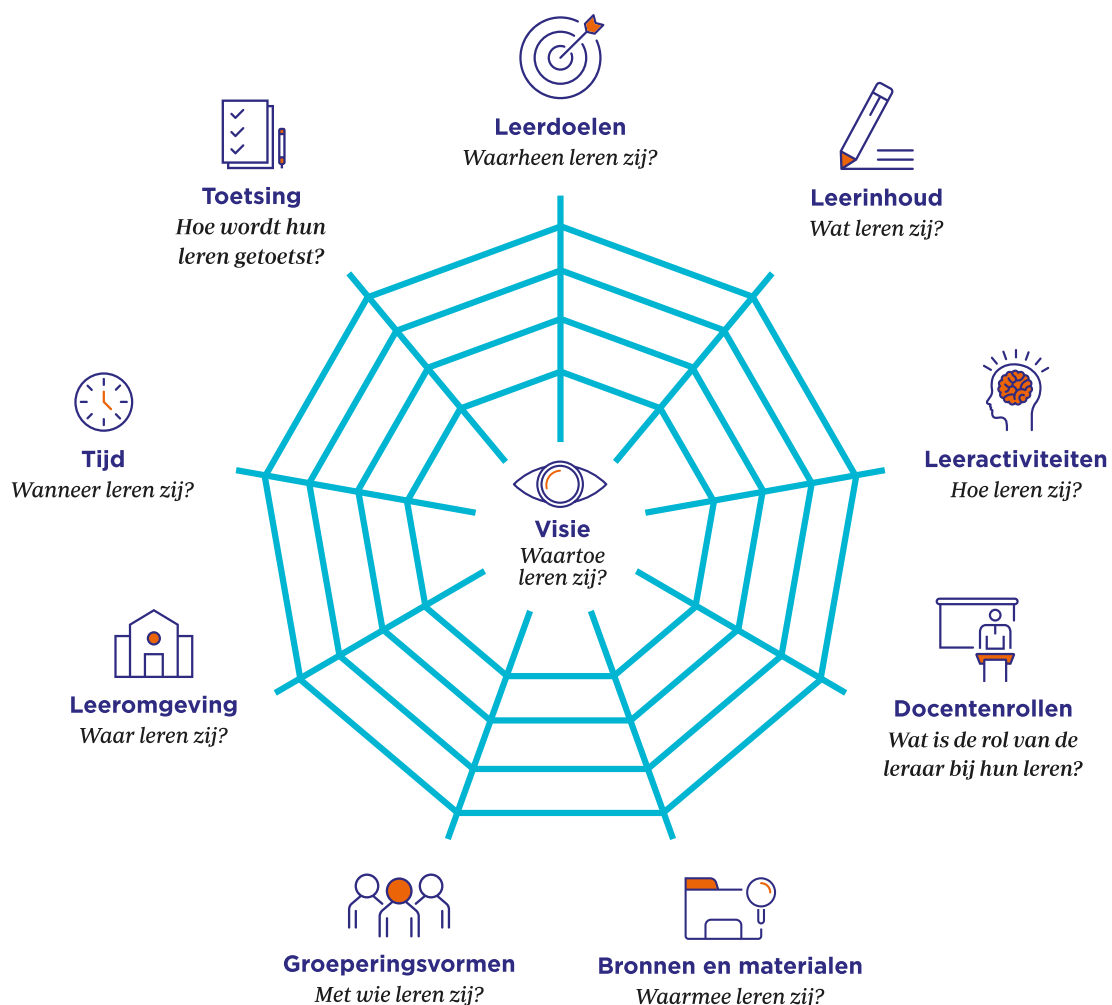 Leerdoelen
Waarheen leren zij?
Leerinhoud
Wat leren zij?
Leeractiviteiten
Hoe leren zij?
Docentenrollen
Wat is de rol van de
leraar bij hun leren?
Bronnen en materialen
Waarmee leren zij?
Groeperingsvormen
Met wie leren zij?
Leeromgeving
Waar leren zij?
Tijd
Wanneer leren zij?
Toetsing
Hoe wordt hun
leren getoetst?
Visie
Waartoe
leren zij?